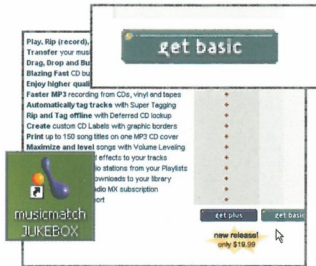 get basic
Play, Rip (record),
Transfer your musi
Drag, Drop and Bu
Blazing Fast CD bu
Enjoy higher quali
Faster MP3 recording from CDs, vinyl and tapes
Automatically tag tracks with Super Tagging
Rip and Tag offline with Deferred CD lookup
Create custom CD Labels with graphic borders
Print up to 150 song titles on one MP3 CD cover
Maximize and level songs with Volume Leveling
d effects to your tracks
io stations from your Playlists
ownloads to your library
adio MX subscription
ort
musicmatch
JUKEBOX
get plus
get basic
new release!
only $19.99